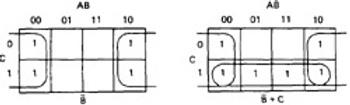 AB
00 01 11 10
0 1 1
C
1 1 1
B̅
AB
00 01 11 10
0 1 1
C
1 1 1 1 1
B̅ + C